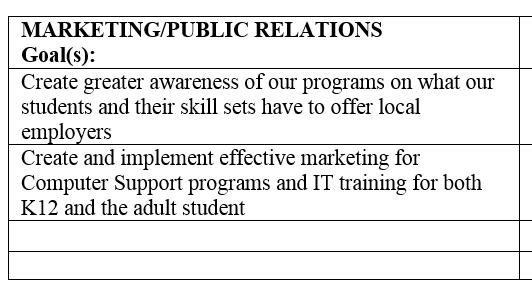 MARKETING/PUBLIC RELATIONS
Goal(s):
Create greater awareness of our programs on what our
students and their skill sets have to offer local
employers
Create and implement effective marketing for
Computer Support programs and IT training for both
K12 and the adult student